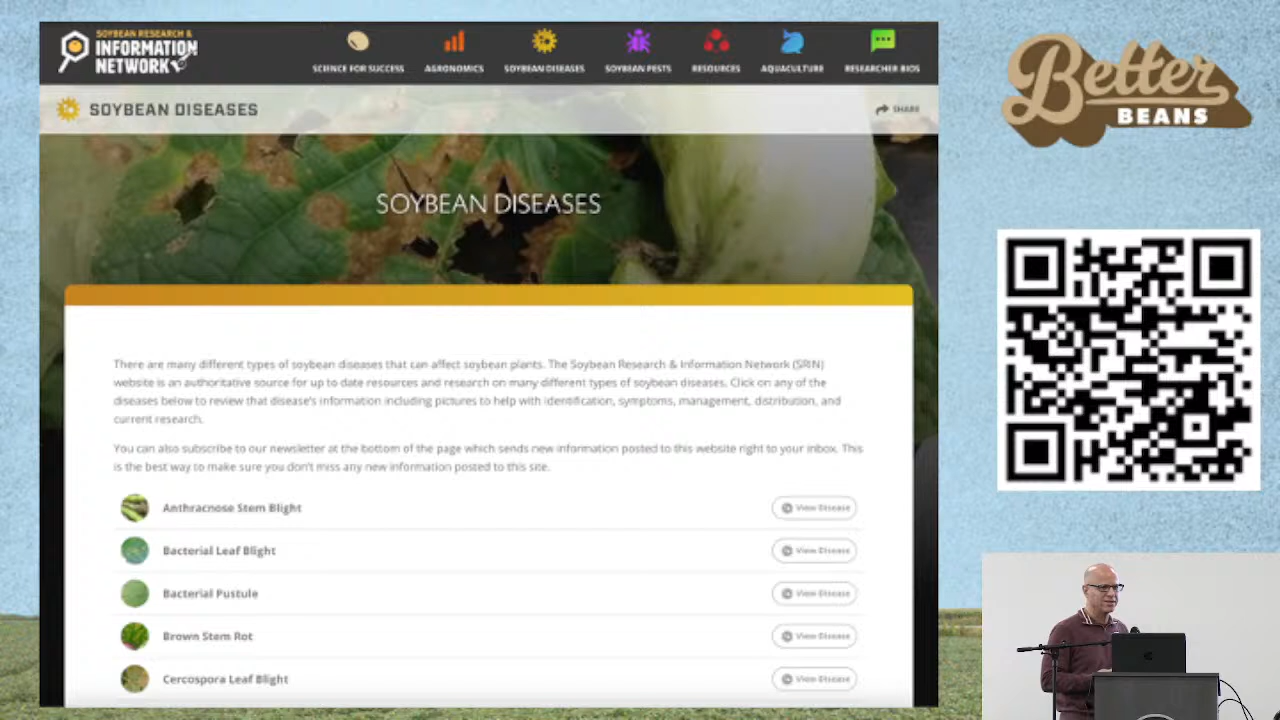 SOYBEAN RESEARCH &
INFORMATION
NETWORK
SCIENCE FOR SUCCESS
AGRONOMICS
SOYBEAN DISEASES
SOYBEAN PESTS
RESOURCES
AQUACULTURE
RESEARCHER BIOS
SOYBEAN DISEASES
SHARE
SOYBEAN DISEASES
There are many different types of soybean diseases that can affect soybean plants. The Soybean Research & Information Network (SRIN)
website is an authoritative source for up to date resources and research on many different types of soybean diseases. Click on any of the
diseases below to review that disease's information including pictures to help with identification, symptoms, management, distribution, and
current research.
You can also subscribe to our newsletter at the bottom of the page which sends new information posted to this website right to your inbox. This
is the best way to make sure you don't miss any new information posted to this site.
Anthracnose Stem Blight
View Disease
Bacterial Leaf Blight
View Disease
Bacterial Pustule
View Disease
Brown Stem Rot
View Disease
Cercospora Leaf Blight
View Disease
Better
BEANS